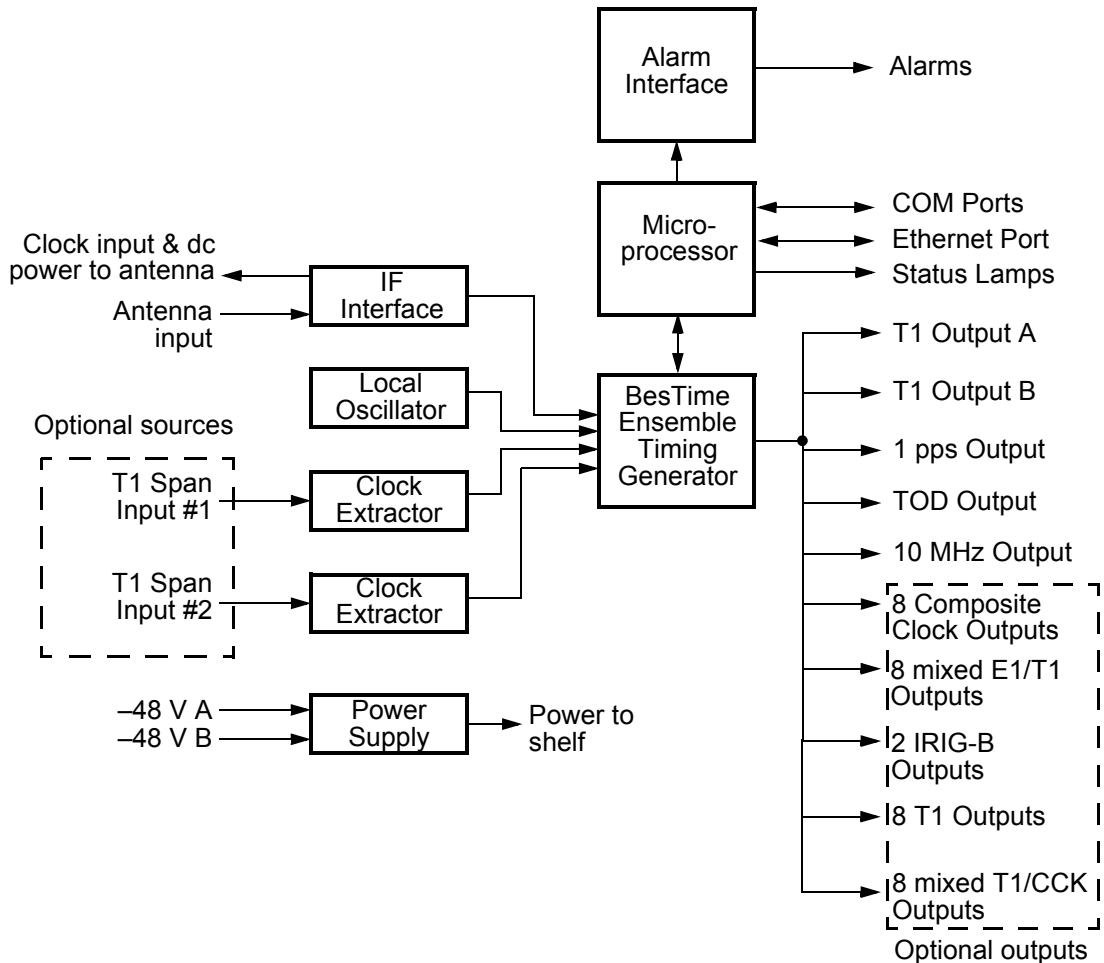 Alarm
Interface
Alarms
Micro-
processor
COM Ports
Ethernet Port
Status Lamps
Clock input & dc
power to antenna
Antenna
input
IF
Interface
Local
Oscillator
Optional sources
T1 Span
Input #1
Clock
Extractor
T1 Span
Input #2
Clock
Extractor
BesTime
Ensemble
Timing
Generator
–48 V A
–48 V B
Power
Supply
Power to
shelf
T1 Output A
T1 Output B
1 pps Output
TOD Output
10 MHz Output
8 Composite
Clock Outputs
8 mixed E1/T1
Outputs
2 IRIG-B
Outputs
8 T1 Outputs
8 mixed T1/CCK
Outputs
Optional outputs